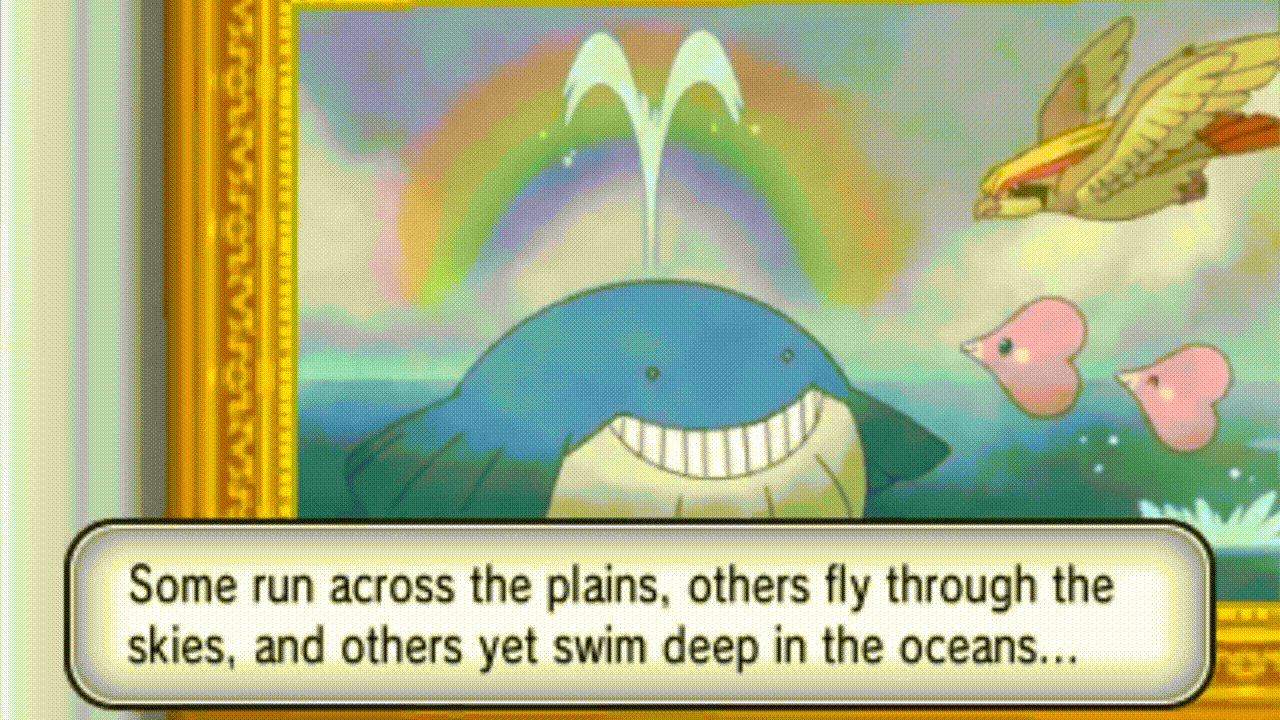 Some run across the plains, others fly through the
skies, and others yet swim deep in the oceans...